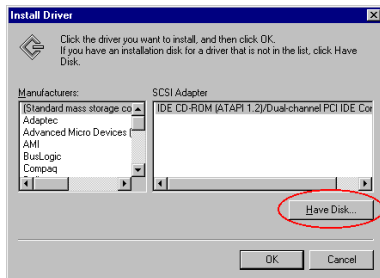 Install Driver
Click the driver you want to install, and then click OK.
If you have an installation disk for a driver that is not in the list, click Have
Disk.
Manufacturers:
SCSI Adapter
(Standard mass storage co
Adaptec
Advanced Micro Devices (
AMI
BusLogic
Compaq
IDE CD-ROM (ATAPI 1.2)/Dual-channel PCI IDE Cor
Have Disk...
OK
Cancel